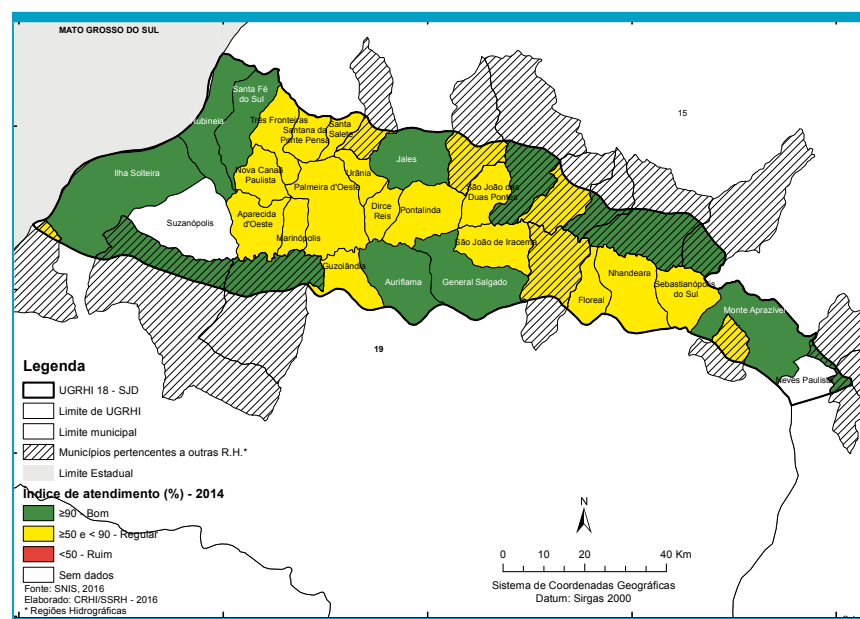 MATO GROSSO DO SUL
Santa Fé
do Sul
Rubineia
Três Fronteiras
Santana da
Ponte Pensa
Santa
Salete
15
Jales
Ilha Solteira
Nova Canaã
Paulista
Urânia
Palmeira d'Oeste
São João das
Duas Pontes
Suzanópolis
Aparecida
d'Oeste
Dirce
Reis
Pontalinda
Marinópolis
São João de Iracema
Guzolândia
Auriflama
General Salgado
Nhandeara
Floreal
Sebastianópolis
do Sul
Monte Aprazível
Neves Paulista
19
Legenda
UGRHI 18 - SJD
Limite de UGRHI
Limite municipal
Municípios pertencentes a outras R.H.*
Limite Estadual
Índice de atendimento (%) - 2014
≥90 - Bom
≥50 e < 90 - Regular
<50 - Ruim
Sem dados
Fonte: SNIS, 2016
Elaborado: CRHI/SSRH - 2016
* Regiões Hidrográficas
N
0 10 20 40 Km
Sistema de Coordenadas Geográficas
Datum: Sirgas 2000